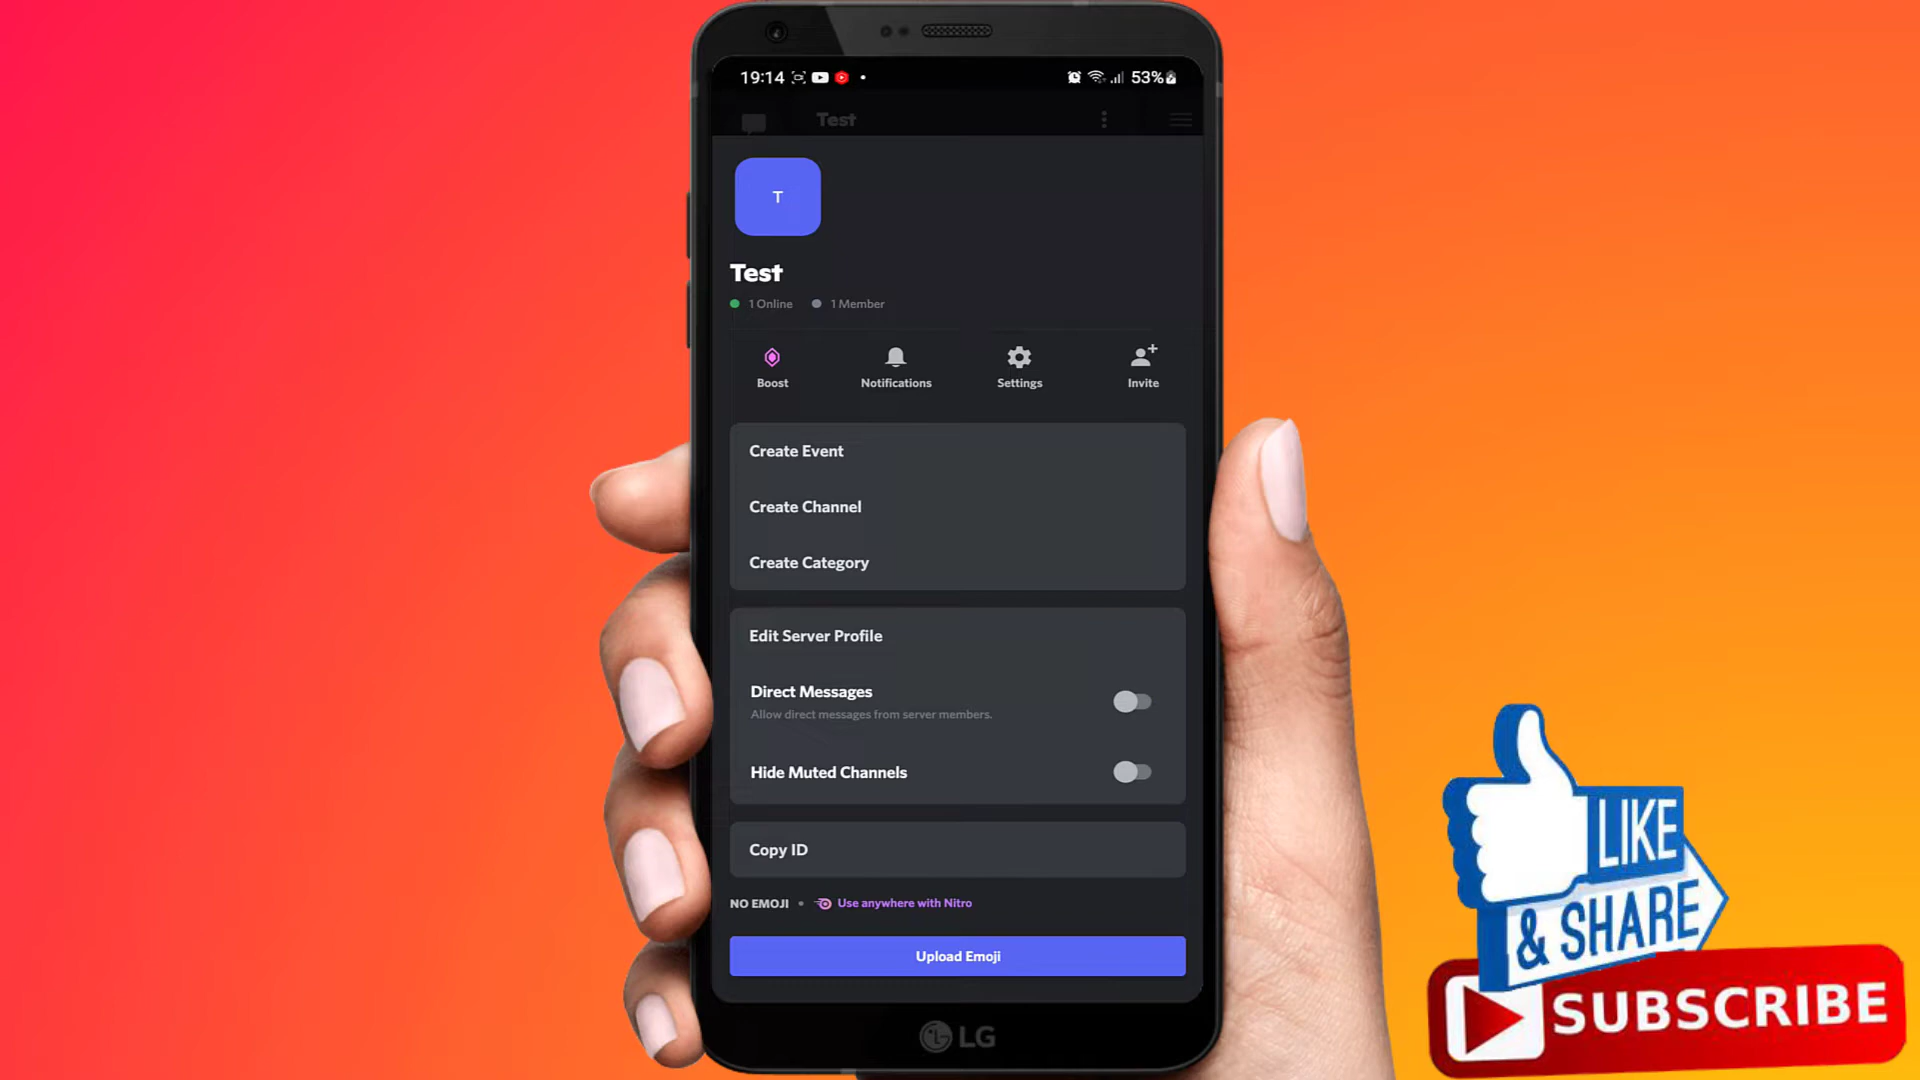 19:14
53%
Test
T
Test
1 Online 1 Member
Boost Notifications Settings Invite
Create Event
Create Channel
Create Category
Edit Server Profile
Direct Messages
Allow direct messages from server members.
Hide Muted Channels
Copy ID
NO EMOJI • Use anywhere with Nitro
Upload Emoji
LG
LIKE
& SHARE
SUBSCRIBE